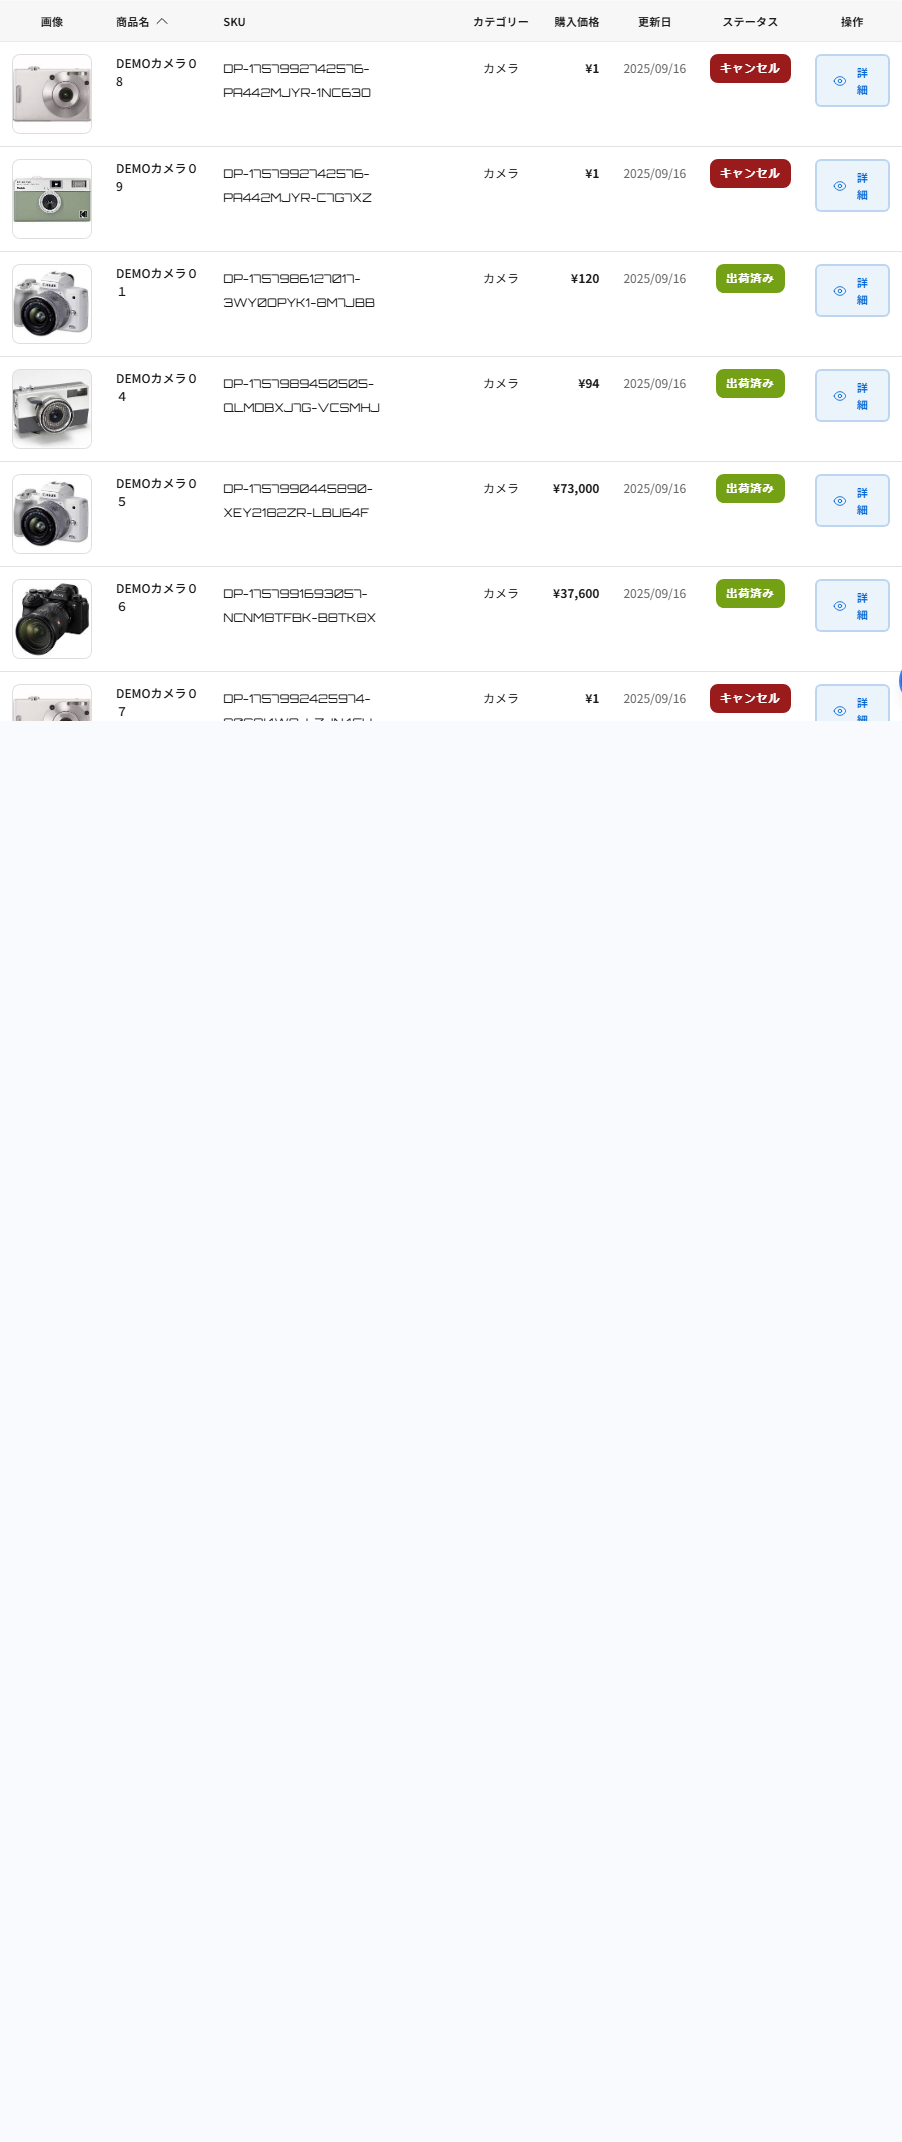 画像 商品名 SKU カテゴリー 購入価格 更新日 ステータス 操作
DEMOカメラ０
8
DP-1757992742576-
PA442MJYR-1NC630
カメラ ¥1 2025/09/16 キャンセル 詳
細
DEMOカメラ０
9
DP-1757992742576-
PA442MJYR-C7G7XZ
カメラ ¥1 2025/09/16 キャンセル 詳
細
DEMOカメラ０
１
DP-1757986127017-
3WY0DPYK1-8M7JBB
カメラ ¥120 2025/09/16 出荷済み 詳
細
DEMOカメラ０
４
DP-1757989450505-
QLMDBXJ7G-VCSMHJ
カメラ ¥94 2025/09/16 出荷済み 詳
細
DEMOカメラ０
５
DP-1757990445890-
XEY2182ZR-LBU64F
カメラ ¥73,000 2025/09/16 出荷済み 詳
細
DEMOカメラ０
６
DP-1757991693057-
NCNM8TFBK-B8TK8X
カメラ ¥37,600 2025/09/16 出荷済み 詳
細
DEMOカメラ０
７
DP-1757992425974-
カメラ ¥1 2025/09/16 キャンセル 詳
細